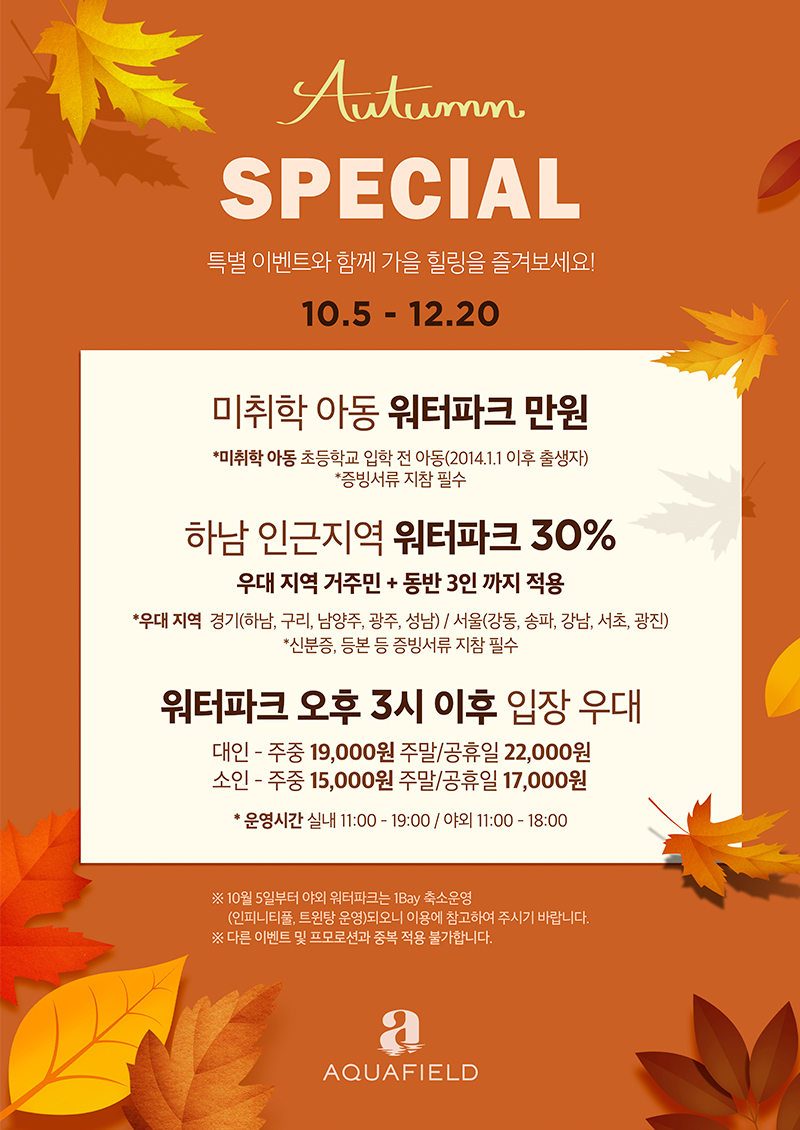 Autumn
SPECIAL
특별 이벤트와 함께 가을 힐링을 즐겨보세요!
10.5 - 12.20
미취학 아동 워터파크 만원
*미취학 아동 초등학교 입학 전 아동(2014.1.1 이후 출생자)
*증빙서류 지참 필수
하남 인근지역 워터파크 30%
우대 지역 거주민 + 동반 3인 까지 적용
*우대 지역 경기(하남, 구리, 남양주, 광주, 성남) / 서울(강동, 송파, 강남, 서초, 광진)
*신분증, 등본 등 증빙서류 지참 필수
워터파크 오후 3시 이후 입장 우대
대인 - 주중 19,000원 주말/공휴일 22,000원
소인 - 주중 15,000원 주말/공휴일 17,000원
* 운영시간 실내 11:00 - 19:00 / 야외 11:00 - 18:00
※ 10월 5일부터 야외 워터파크는 1Bay 축소운영
(인피니티풀, 트윈탕 운영)되오니 이용에 참고하여 주시기 바랍니다.
※ 다른 이벤트 및 프모로션과 중복 적용 불가합니다.
a
AQUAFIELD